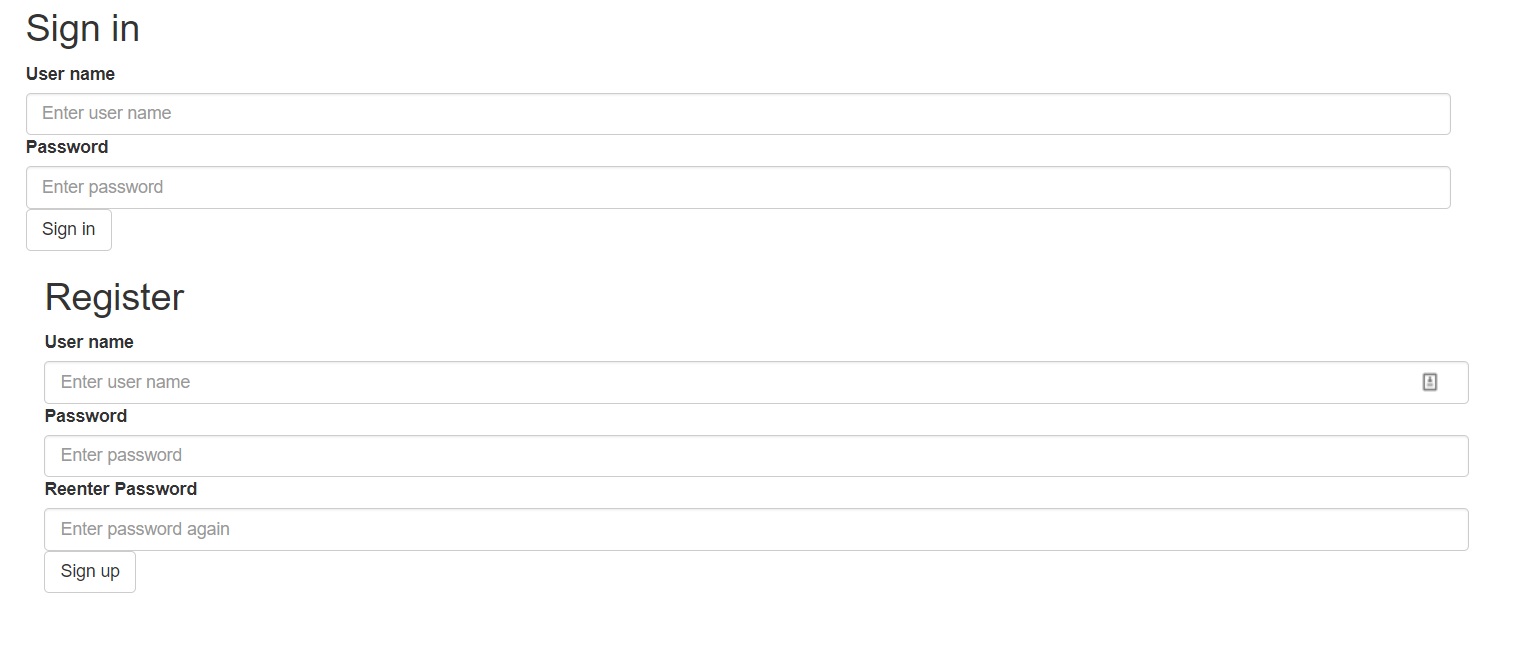 Sign in
User name
Enter user name
Password
Enter password
Sign in
Register
User name
Enter user name
Password
Enter password
Reenter Password
Enter password again
Sign up